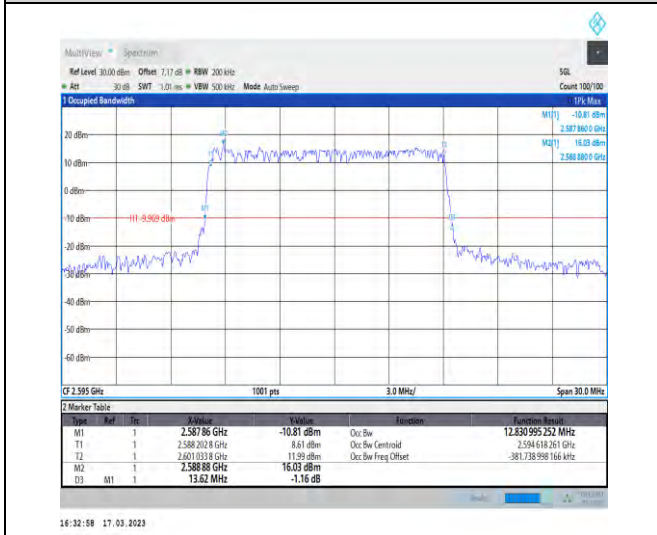 MultiView Spectrum
Ref Level 30.00 dBm Offset 7.17 dB RBW 200 kHz SGL
Att 30 dB SWT 1.01 ms VBW 500 kHz Mode Auto Sweep Count 100/100
1 Occupied Bandwidth 1Pk Max
M1[1] -10.81 dBm
2.587 860 0 GHz
M2[1] 16.03 dBm
2.588 880 0 GHz
20 dBm
10 dBm
0 dBm
-10 dBm
H1 -9.969 dBm
-20 dBm
-30 dBm
-40 dBm
-50 dBm
-60 dBm
M1
M2
CF 2.595 GHz 1001 pts 3.0 MHz/ Span 30.0 MHz
2 Marker Table
Type Ref Trc X-Value Y-Value Function Function Result
M1 1 2.587 86 GHz -10.81 dBm Occ Bw 12.830 995 252 MHz
T1 1 2.588 202 8 GHz 8.61 dBm Occ Bw Centroid 2.594 618 261 GHz
T2 1 2.601 033 8 GHz 11.99 dBm Occ Bw Freq Offset -381.738 998 166 kHz
M2 1 2.588 88 GHz 16.03 dBm
D3 M1 1 13.62 MHz -1.16 dB
16:32:58 17.03.2023